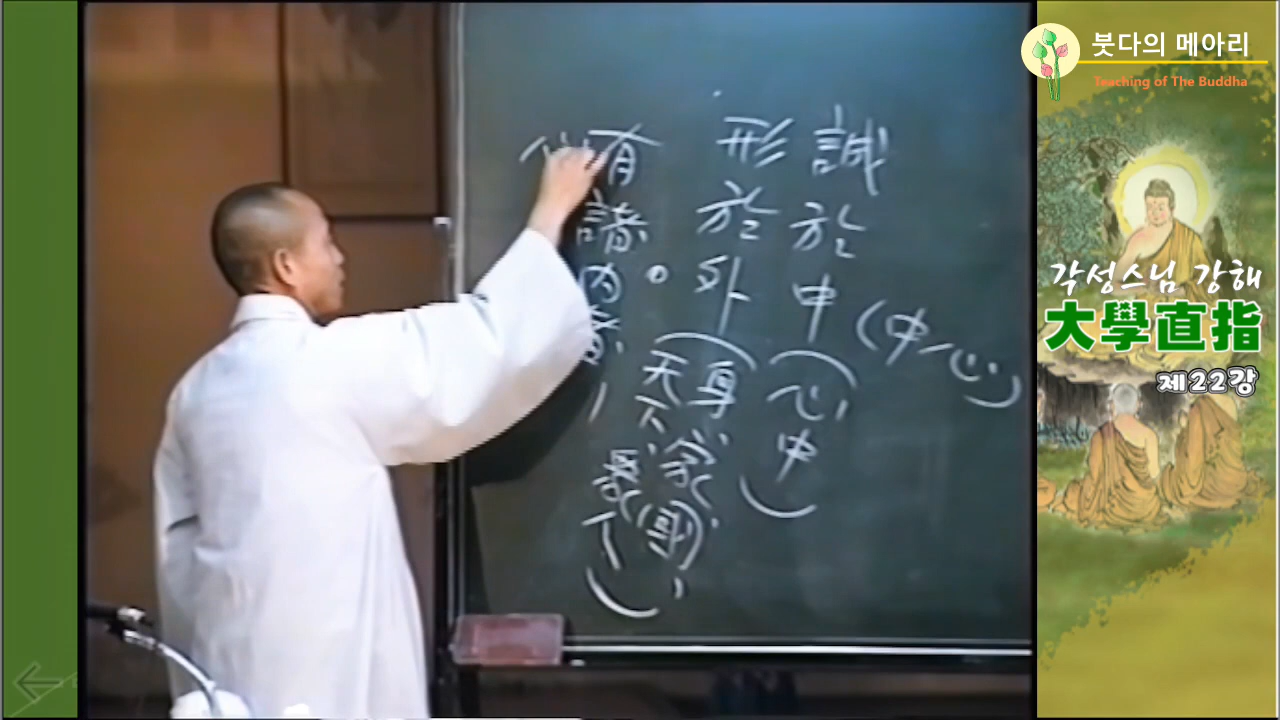 誠於中
(中心)
(心中)
形於外
(身、家、國、
天下
有諸內
붓다의 메아리
Teaching of The Buddha
각성스님 강해
大學直指
제22강